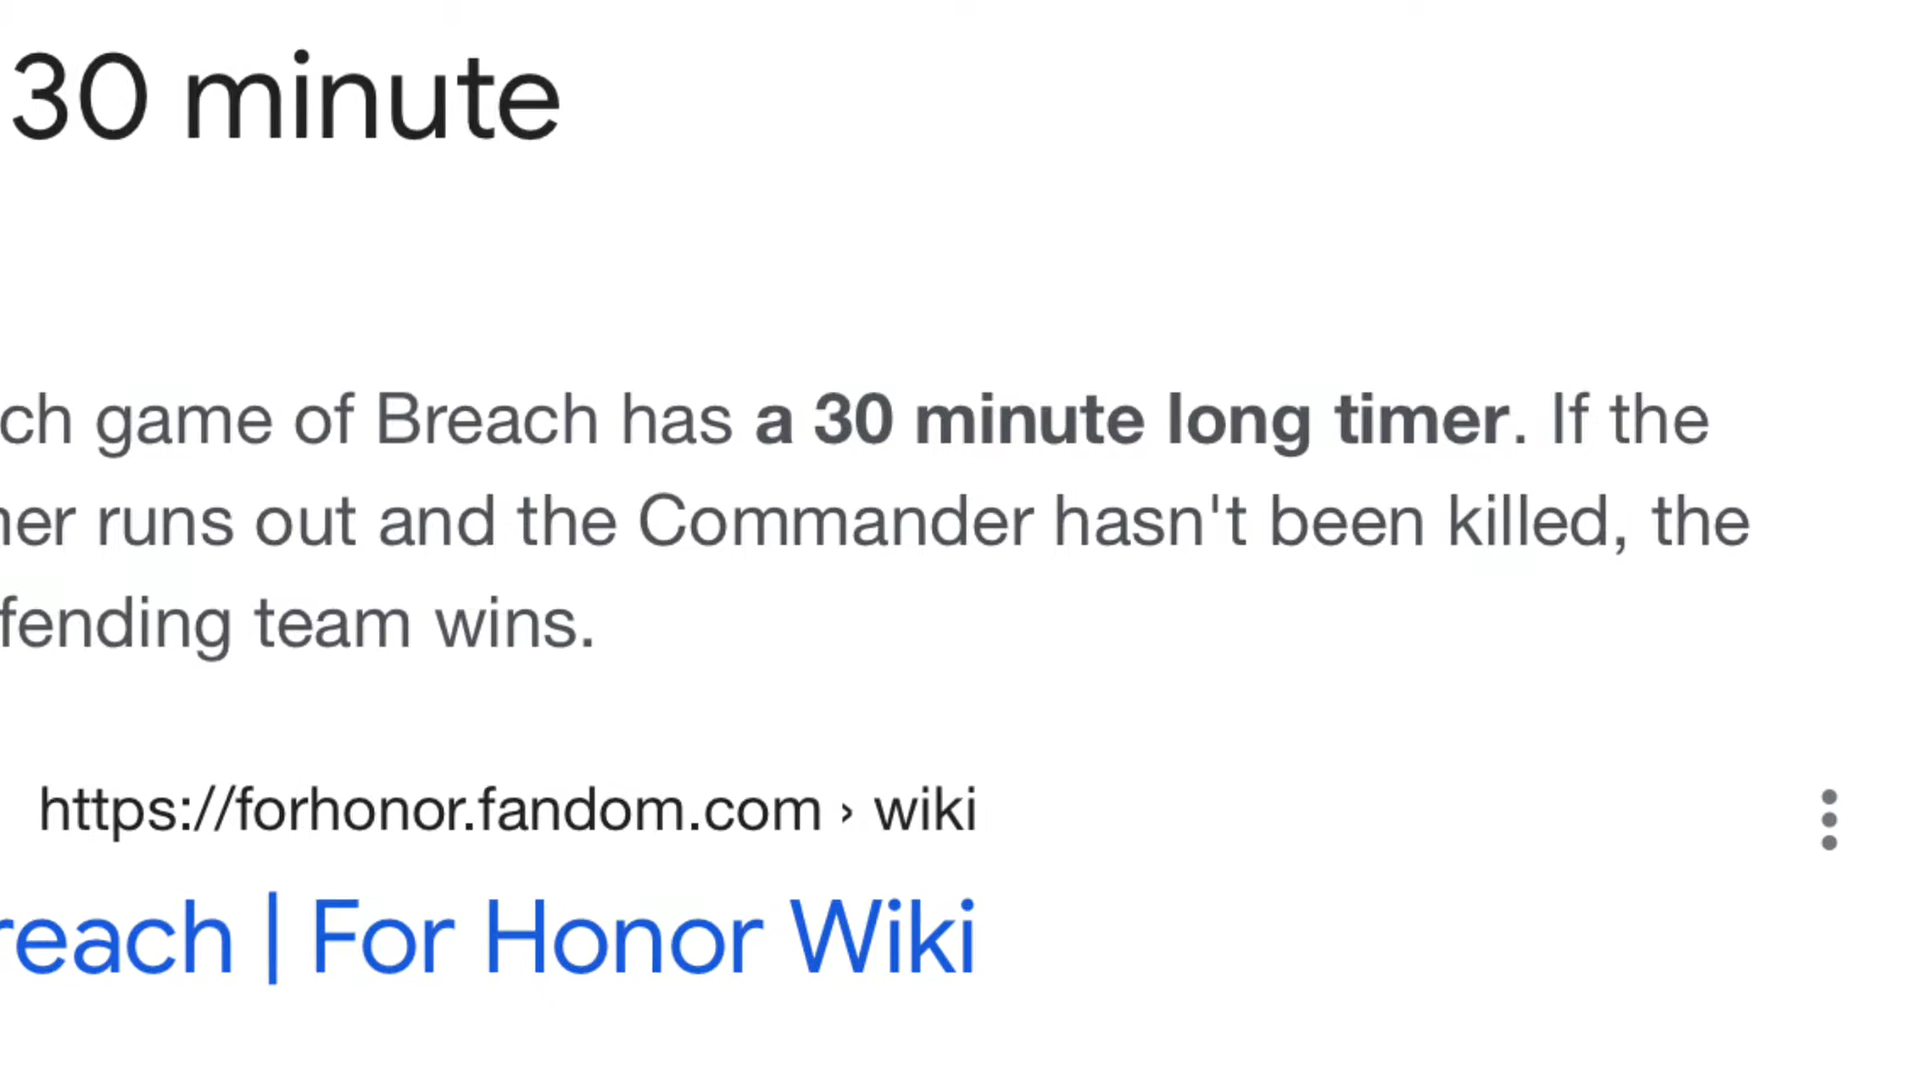 30 minute
ch game of Breach has a 30 minute long timer. If the
er runs out and the Commander hasn't been killed, the
fending team wins.
https://forhonor.fandom.com › wiki
reach | For Honor Wiki